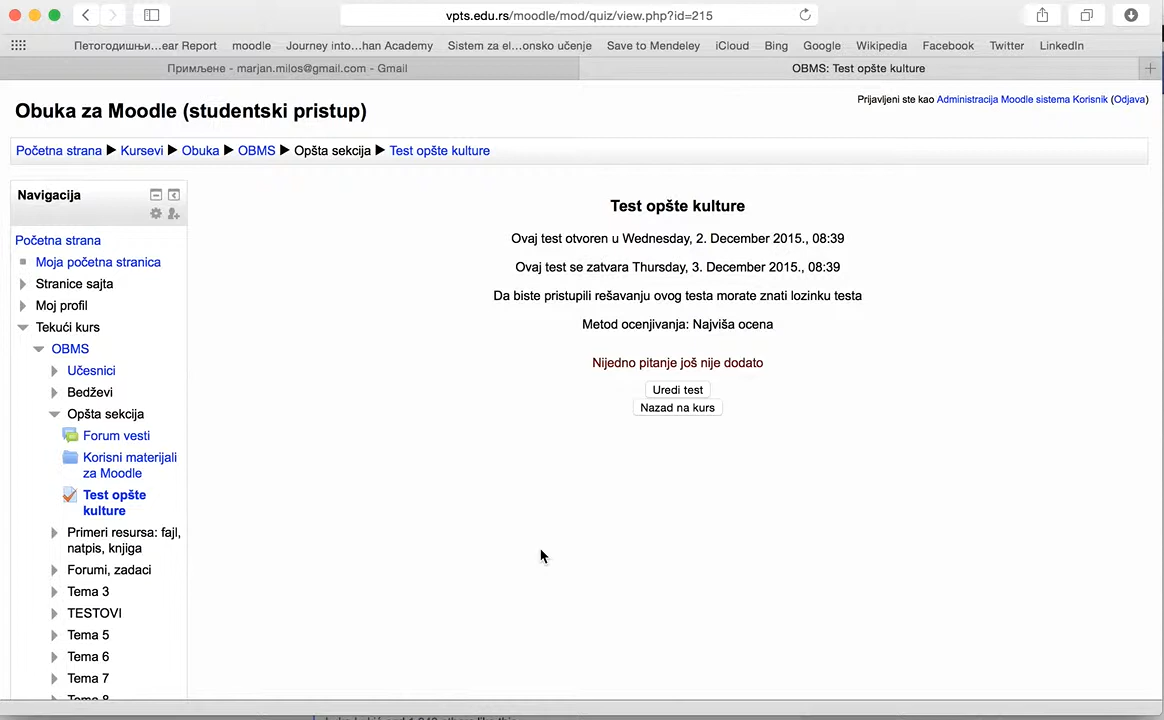 vpts.edu.rs/moodle/mod/quiz/view.php?id=215
Петогодишњи...ear Report moodle Journey into...han Academy Sistem za el...onsko učenje Save to Mendeley iCloud Bing Google Wikipedia Facebook Twitter LinkedIn
Примљене - marjan.milos@gmail.com - Gmail OBMS: Test opšte kulture
Obuka za Moodle (studentski pristup)
Prijavljeni ste kao Administracija Moodle sistema Korisnik (Odjava)
Početna strana ► Kursevi ► Obuka ► OBMS ► Opšta sekcija ► Test opšte kulture
Navigacija
Početna strana
Moja početna stranica
Stranice sajta
Moj profil
Tekući kurs
OBMS
Učesnici
Bedževi
Opšta sekcija
Forum vesti
Korisni materijali
za Moodle
Test opšte
kulture
Primeri resursa: fajl,
natpis, knjiga
Forumi, zadaci
Tema 3
TESTOVI
Tema 5
Tema 6
Tema 7
Tema 8
Test opšte kulture
Ovaj test otvoren u Wednesday, 2. December 2015., 08:39
Ovaj test se zatvara Thursday, 3. December 2015., 08:39
Da biste pristupili rešavanju ovog testa morate znati lozinku testa
Metod ocenjivanja: Najviša ocena
Nijedno pitanje još nije dodato
Uredi test
Nazad na kurs